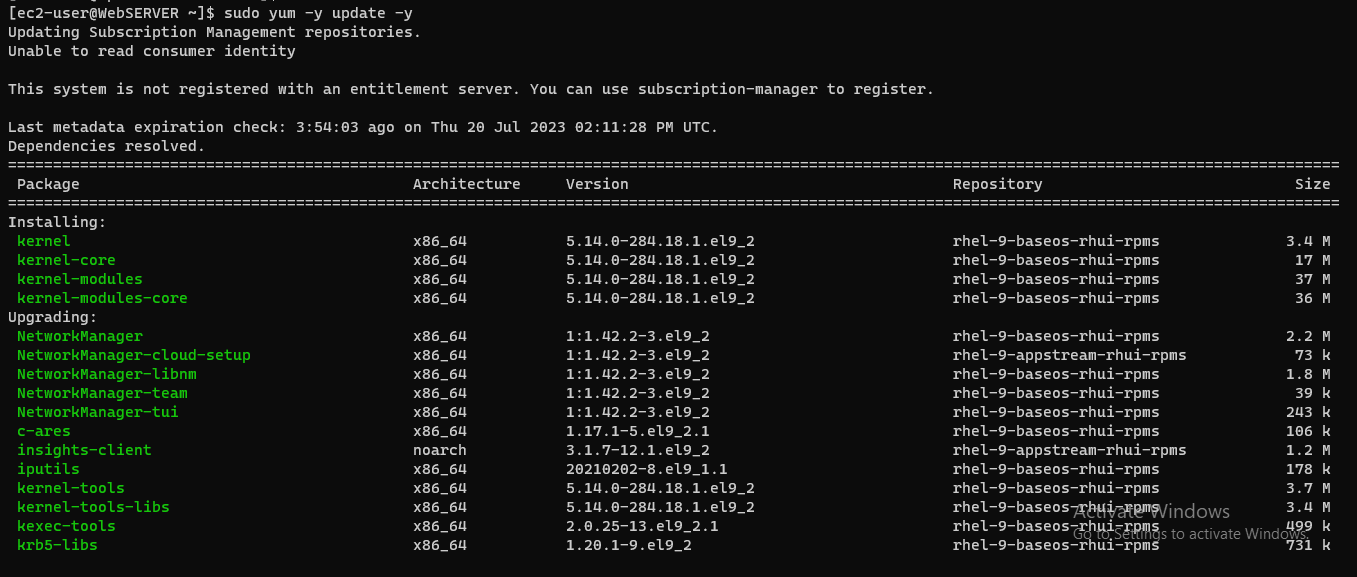 [ec2-user@WebSERVER ~]$ sudo yum -y update -y
Updating Subscription Management repositories.
Unable to read consumer identity
This system is not registered with an entitlement server. You can use subscription-manager to register.
Last metadata expiration check: 3:54:03 ago on Thu 20 Jul 2023 02:11:28 PM UTC.
Dependencies resolved.
Package Architecture Version Repository Size
Installing:
kernel x86_64 5.14.0-284.18.1.el9_2 rhel-9-baseos-rhui-rpms 3.4 M
kernel-core x86_64 5.14.0-284.18.1.el9_2 rhel-9-baseos-rhui-rpms 17 M
kernel-modules x86_64 5.14.0-284.18.1.el9_2 rhel-9-baseos-rhui-rpms 37 M
kernel-modules-core x86_64 5.14.0-284.18.1.el9_2 rhel-9-baseos-rhui-rpms 36 M
Upgrading:
NetworkManager x86_64 1:1.42.2-3.el9_2 rhel-9-baseos-rhui-rpms 2.2 M
NetworkManager-cloud-setup x86_64 1:1.42.2-3.el9_2 rhel-9-appstream-rhui-rpms 73 k
NetworkManager-libnm x86_64 1:1.42.2-3.el9_2 rhel-9-baseos-rhui-rpms 1.8 M
NetworkManager-team x86_64 1:1.42.2-3.el9_2 rhel-9-baseos-rhui-rpms 39 k
NetworkManager-tui x86_64 1:1.42.2-3.el9_2 rhel-9-baseos-rhui-rpms 243 k
c-ares x86_64 1.17.1-5.el9_2.1 rhel-9-baseos-rhui-rpms 106 k
insights-client noarch 3.1.7-12.1.el9_2 rhel-9-appstream-rhui-rpms 1.2 M
iputils x86_64 20210202-8.el9_1.1 rhel-9-baseos-rhui-rpms 178 k
kernel-tools x86_64 5.14.0-284.18.1.el9_2 rhel-9-baseos-rhui-rpms 3.7 M
kernel-tools-libs x86_64 5.14.0-284.18.1.el9_2 rhel-9-baseos-rhui-rpms 3.4 M
kexec-tools x86_64 2.0.25-13.el9_2.1 rhel-9-baseos-rhui-rpms 499 k
krb5-libs x86_64 1.20.1-9.el9_2 rhel-9-baseos-rhui-rpms 731 k
Activate Windows
Go to Settings to activate Windows.